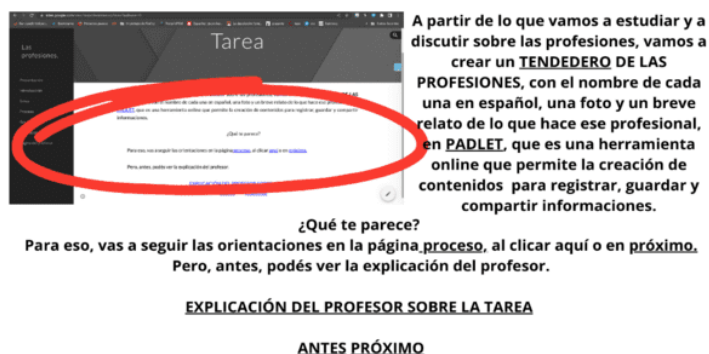 Las
profesiones.
Tarea
¿Qué te parece?
A partir de lo que vamos a estudiar y a
discutir sobre las profesiones, vamos a
crear un TENDEDERO DE LAS
PROFESIONES, con el nombre de cada
una en español, una foto y un breve
relato de lo que hace ese profesional,
en PADLET, que es una herramienta
online que permite la creación de
contenidos para registrar, guardar y
compartir informaciones.
¿Qué te parece?
Para eso, vas a seguir las orientaciones en la página proceso, al clicar aquí o en próximo.
Pero, antes, podés ver la explicación del profesor.
EXPLICACIÓN DEL PROFESOR SOBRE LA TAREA
ANTES PRÓXIMO